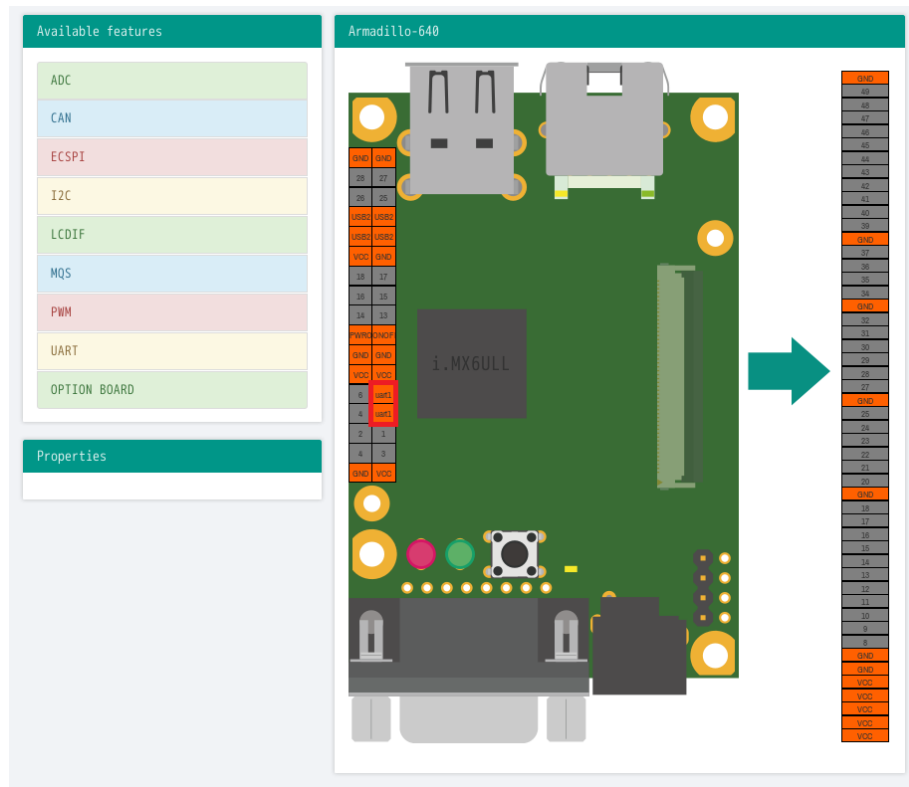 Available features
ADC
CAN
ECSPI
I2C
LCDIF
MQS
PWM
UART
OPTION BOARD
Properties
Armadillo-640
GND GND
28 27
26 25
USB2 USB2
USB2 USB2
VCC GND
18 17
16 15
14 13
GND GND
VCC VCC
6 uart1
4 uart1
2 1
4 3
GND VCC
i.MX6ULL
GND
49
48
47
46
45
44
43
42
41
40
39
GND
37
36
35
34
GND
32
31
30
29
28
27
GND
25
24
23
22
21
20
GND
18
17
16
15
14
13
12
11
10
9
8
GND
GND
VCC
VCC
VCC
VCC
VCC